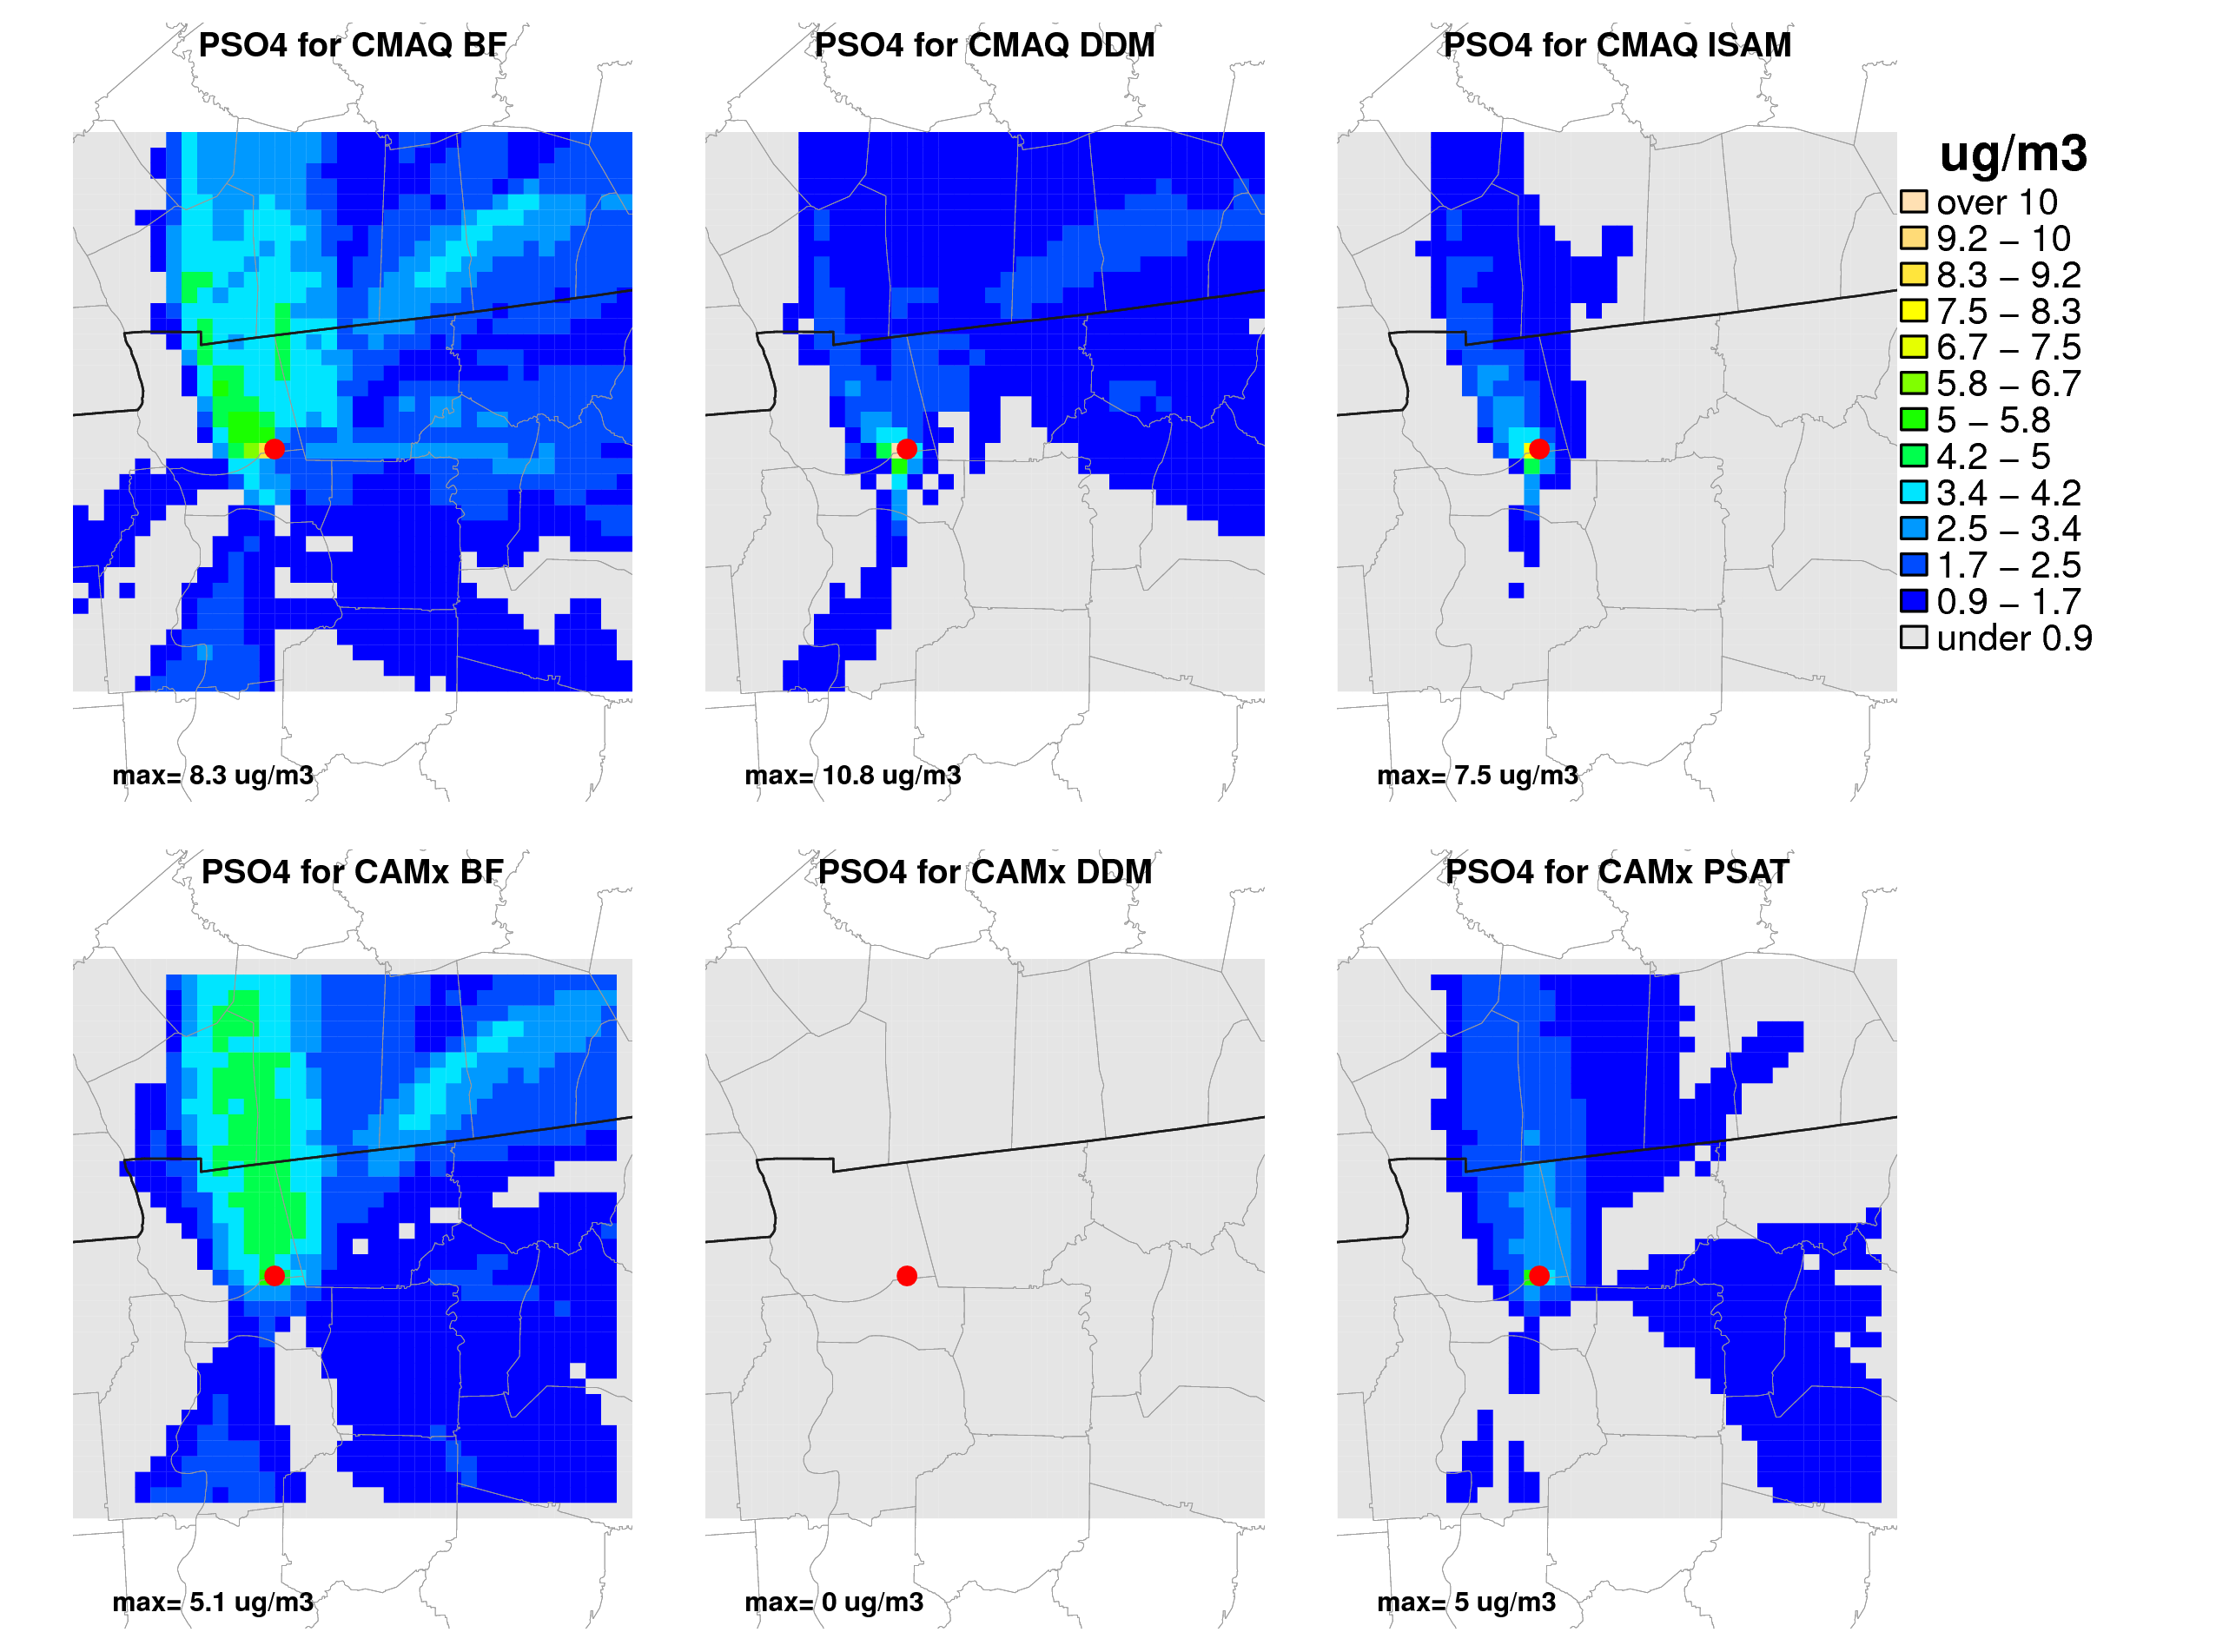 PSO4 for CMAQ BF
PSO4 for CMAQ DDM
PSO4 for CMAQ ISAM
ug/m3
over 10
9.2 – 10
8.3 – 9.2
7.5 – 8.3
6.7 – 7.5
5.8 – 6.7
5 – 5.8
4.2 – 5
3.4 – 4.2
2.5 – 3.4
1.7 – 2.5
0.9 – 1.7
under 0.9
max= 8.3 ug/m3
max= 10.8 ug/m3
max= 7.5 ug/m3
PSO4 for CAMx BF
PSO4 for CAMx DDM
PSO4 for CAMx PSAT
max= 5.1 ug/m3
max= 0 ug/m3
max= 5 ug/m3